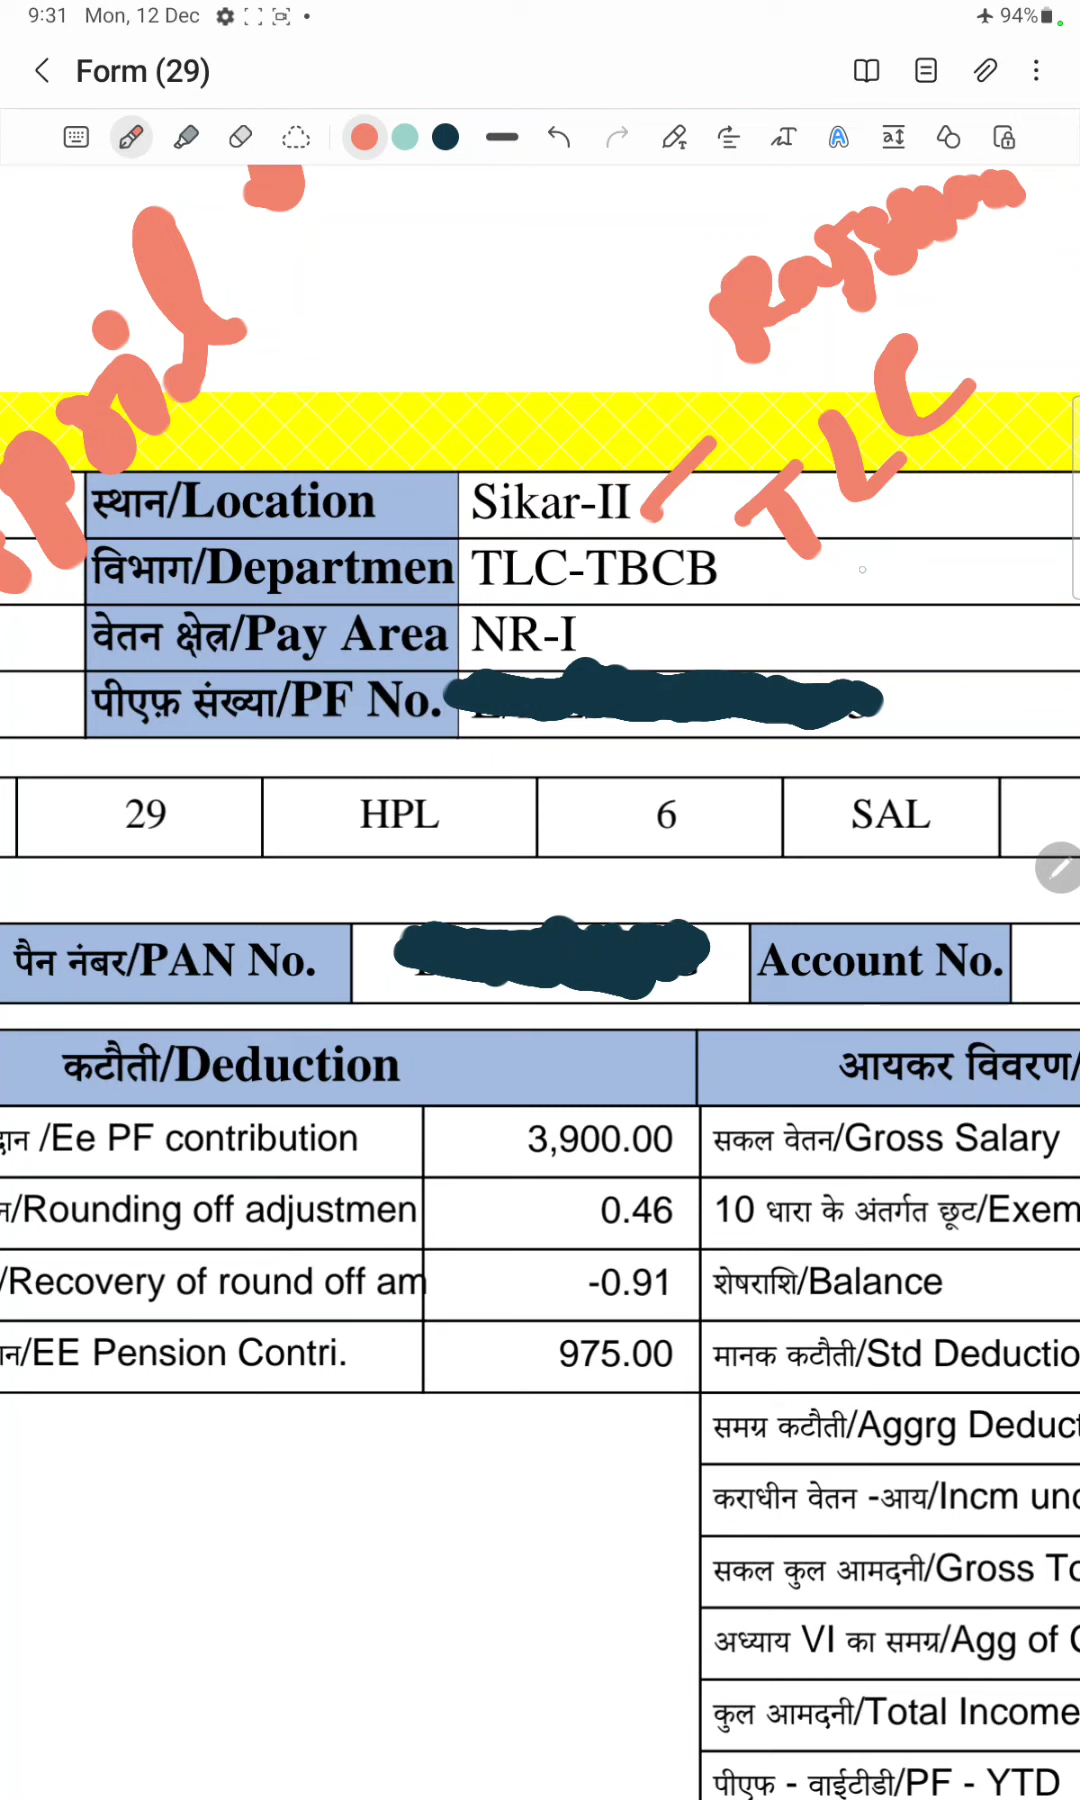 9:31 Mon, 12 Dec 94%
Form (29)
स्थान/Location Sikar-II
TLC
विभाग/Departmen TLC-TBCB
वेतन क्षेत्र/Pay Area NR-I
पीएफ़ संख्या/PF No.
29 HPL 6 SAL
पैन नंबर/PAN No. Account No.
कटौती/Deduction आयकर विवरण/
/Ee PF contribution 3,900.00 सकल वेतन/Gross Salary
/Rounding off adjustmen 0.46 10 धारा के अंतर्गत छूट/Exem
/Recovery of round off am -0.91 शेषराशि/Balance
/EE Pension Contri. 975.00 मानक कटौती/Std Deductio
समग्र कटौती/Aggrg Deduct
कराधीन वेतन -आय/Incm und
सकल कुल आमदनी/Gross To
अध्याय VI का समग्र/Agg of
कुल आमदनी/Total Income
पीएफ - वाईटीडी/PF - YTD